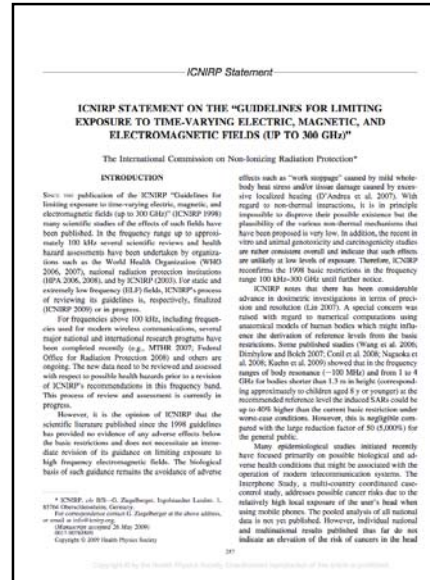 ICNIRP Statement
ICNIRP STATEMENT ON THE “GUIDELINES FOR LIMITING
EXPOSURE TO TIME-VARYING ELECTRIC, MAGNETIC, AND
ELECTROMAGNETIC FIELDS (UP TO 300 GHz)”
The International Commission on Non-Ionizing Radiation Protection*
INTRODUCTION
SINCE THE publication of the ICNIRP “Guidelines for
limiting exposure to time-varying electric, magnetic, and
electromagnetic fields (up to 300 GHz)” (ICNIRP 1998)
many scientific studies of the effects of such fields have
been published. In the frequency range up to approxi-
mately 100 kHz several scientific reviews and health
hazard assessments have been undertaken by organiza-
tions such as the World Health Organization (WHO
2006, 2007), national radiation protection institutions
(HPA 2006, 2008), and by ICNIRP (2003). For static and
extremely low frequency (ELF) fields, ICNIRP’s process
of reviewing its guidelines is, respectively, finalized
(ICNIRP 2009) or in progress.
For frequencies above 100 kHz, including frequen-
cies used for modern wireless communications, several
major national and international research programs have
been completed recently (e.g., MTHR 2007; Federal
Office for Radiation Protection 2008) and others are
ongoing. The new data need to be reviewed and assessed
with respect to possible health hazards prior to a revision
of ICNIRP’s recommendations in this frequency band.
This process of review and assessment is currently in
progress.
However, it is the opinion of ICNIRP that the
scientific literature published since the 1998 guidelines
has provided no evidence of any adverse effects below
the basic restrictions and does not necessitate an imme-
diate revision of its guidance on limiting exposure to
high frequency electromagnetic fields. The biological
basis of such guidance remains the avoidance of adverse
* ICNIRP, c/o BfS—G. Ziegelberger, Ingolstaedter Landstr. 1,
85764 Oberschleissheim, Germany.
For correspondence contact G. Ziegelberger at the above address,
or email at info@icnirp.org.
(Manuscript accepted 26 May 2009)
Copyright © 2009 Health Physics Society
effects such as “work stoppage” caused by mild whole-
body heat stress and/or tissue damage caused by exces-
sive localized heating (D’Andrea et al. 2007). With
regard to non-thermal interactions, it is in principle
impossible to disprove their possible existence but the
plausibility of the various non-thermal mechanisms that
have been proposed is very low. In addition, the recent in
vitro and animal genotoxicity and carcinogenicity studies
are rather consistent overall and indicate that such effects
are unlikely at low levels of exposure. Therefore, ICNIRP
reconfirms the 1998 basic restrictions in the frequency
range 100 kHz–300 GHz until further notice.
ICNIRP notes that there has been considerable
advance in dosimetric investigations in terms of preci-
sion and resolution (Lin 2007). A special concern was
raised with regard to numerical computations using
anatomical models of human bodies which might influ-
ence the derivation of reference levels from the basic
restrictions. Some published studies (Wang et al. 2006;
Dimbylow and Bolch 2007; Conil et al. 2008; Nagaoka et
al. 2008; Kuehn et al. 2009) showed that in the frequency
ranges of body resonance (~100 MHz) and from 1 to 4
GHz for bodies shorter than 1.3 m in height (correspond-
ing approximately to children aged 8 y or younger) at the
recommended reference level the induced SARs could be
up to 40% higher than the current basic restriction under
worst-case conditions. However, this is negligible com-
pared with the large reduction factor of 50 (5,000%) for
the general public.
Many epidemiological studies initiated recently
have focused primarily on possible biological and ad-
verse health conditions that might be associated with the
operation of modern telecommunication systems. The
Interphone Study, a multi-country coordinated case-
control study, addresses possible cancer risks due to the
relatively high local exposure of the user’s head when
using mobile phones. The pooled analysis of all national
data is not yet published. However, individual national
and multinational results published thus far do not
indicate an elevation of the risk of cancers in the head
257